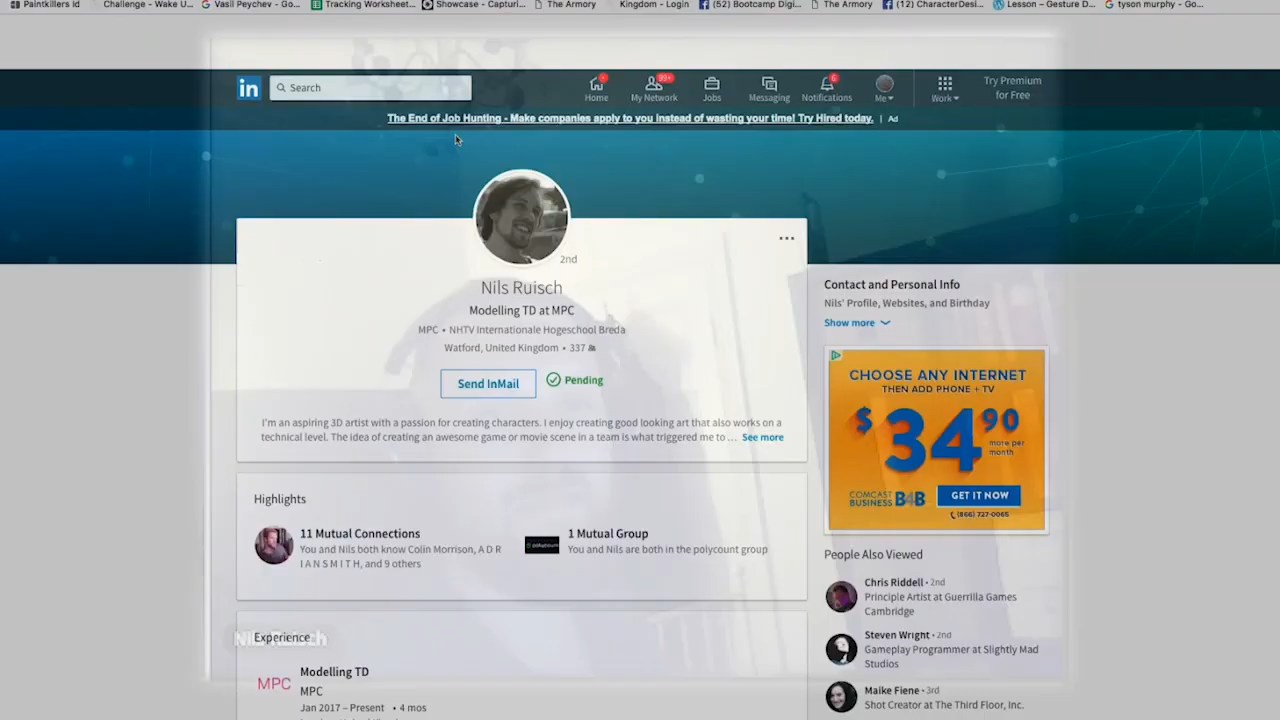 Paintkillers Id
Challenge - Wake U...
Vasil Peychev - Go...
Tracking Worksheet...
Showcase - Capturi...
The Armory
Kingdom - Login
(52) Bootcamp Digi...
The Armory
(12) CharacterDesi...
Lesson – Gesture D...
tyson murphy - Go...
in
Search
Home
99+
My Network
Jobs
Messaging
6
Notifications
Me
Work
Try Premium
for Free
The End of Job Hunting - Make companies apply to you instead of wasting your time! Try Hired today. | Ad
2nd
Nils Ruisch
Modelling TD at MPC
MPC • NHTV Internationale Hogeschool Breda
Watford, United Kingdom • 337
Send InMail
Pending
I'm an aspiring 3D artist with a passion for creating characters. I enjoy creating good looking art that also works on a
technical level. The idea of creating an awesome game or movie scene in a team is what triggered me to ... See more
Highlights
11 Mutual Connections
You and Nils both know Colin Morrison, A D R
I A N S M I T H, and 9 others
1 Mutual Group
You and Nils are both in the polycount group
polycount
Experience
Nils Ruisch
MPC
Modelling TD
MPC
Jan 2017 – Present • 4 mos
Contact and Personal Info
Nils' Profile, Websites, and Birthday
Show more
CHOOSE ANY INTERNET
THEN ADD PHONE + TV
$34.90
more per
month
COMCAST
BUSINESS
B4B
GET IT NOW
(866) 727-0065
People Also Viewed
Chris Riddell • 2nd
Principle Artist at Guerrilla Games
Cambridge
Steven Wright • 2nd
Gameplay Programmer at Slightly Mad
Studios
Maike Fiene • 3rd
Shot Creator at The Third Floor, Inc.